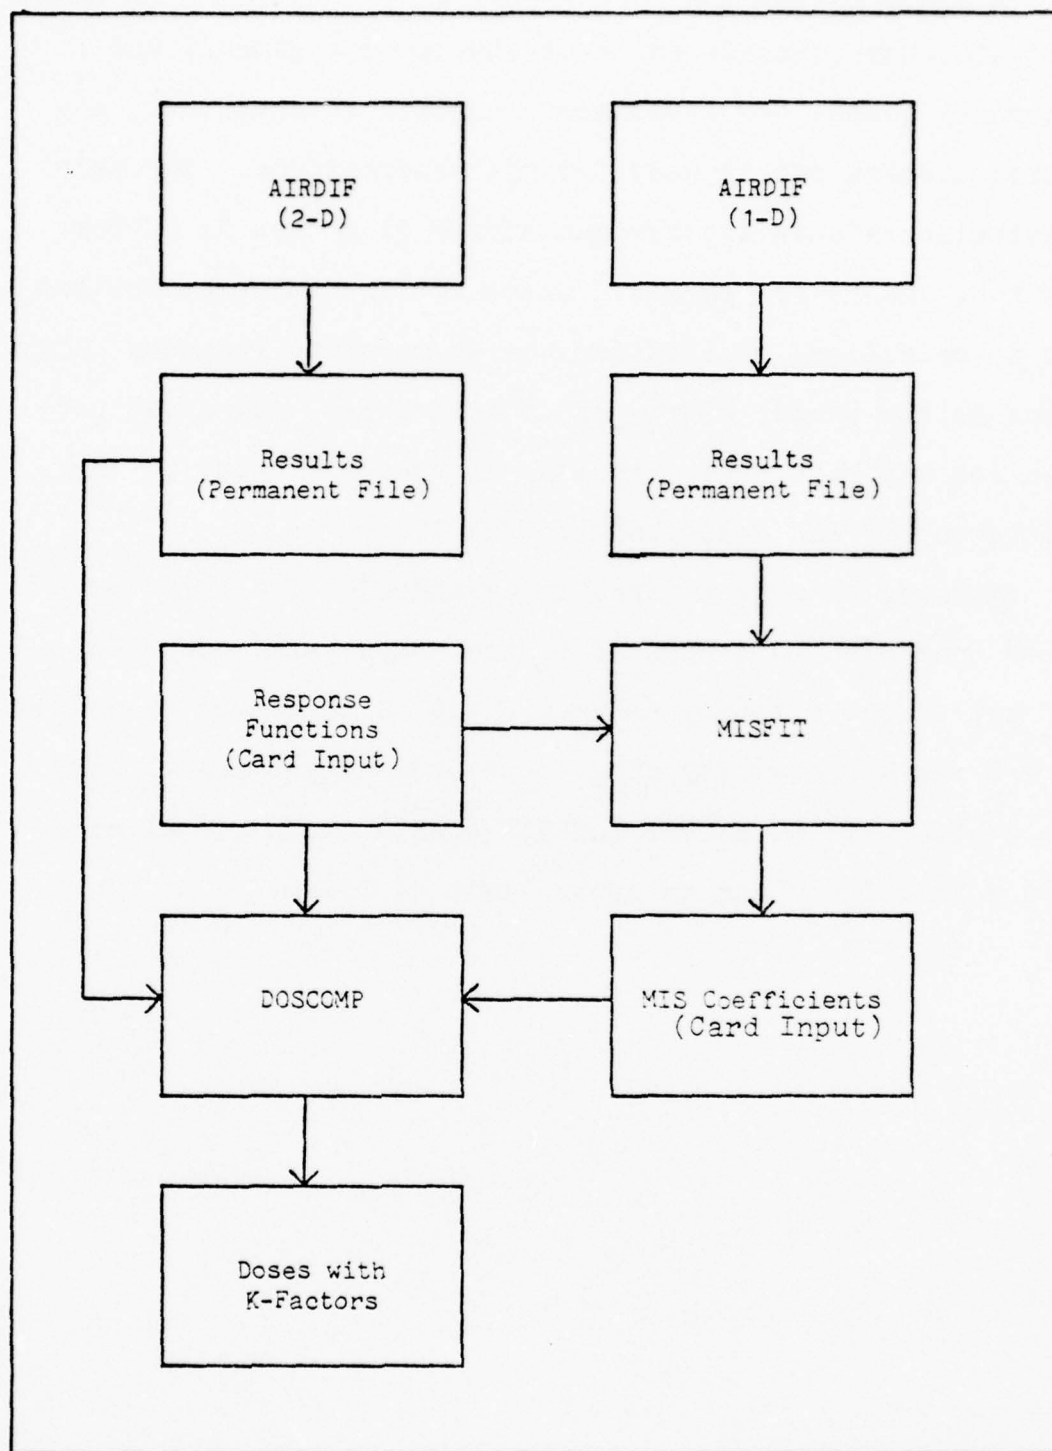 AIRDIF
(2-D)
AIRDIF
(1-D)
Results
(Permanent File)
Results
(Permanent File)
Response
Functions
(Card Input)
MISFIT
DOSCOMP
MIS Coefficients
(Card Input)
Doses with
K-Factors